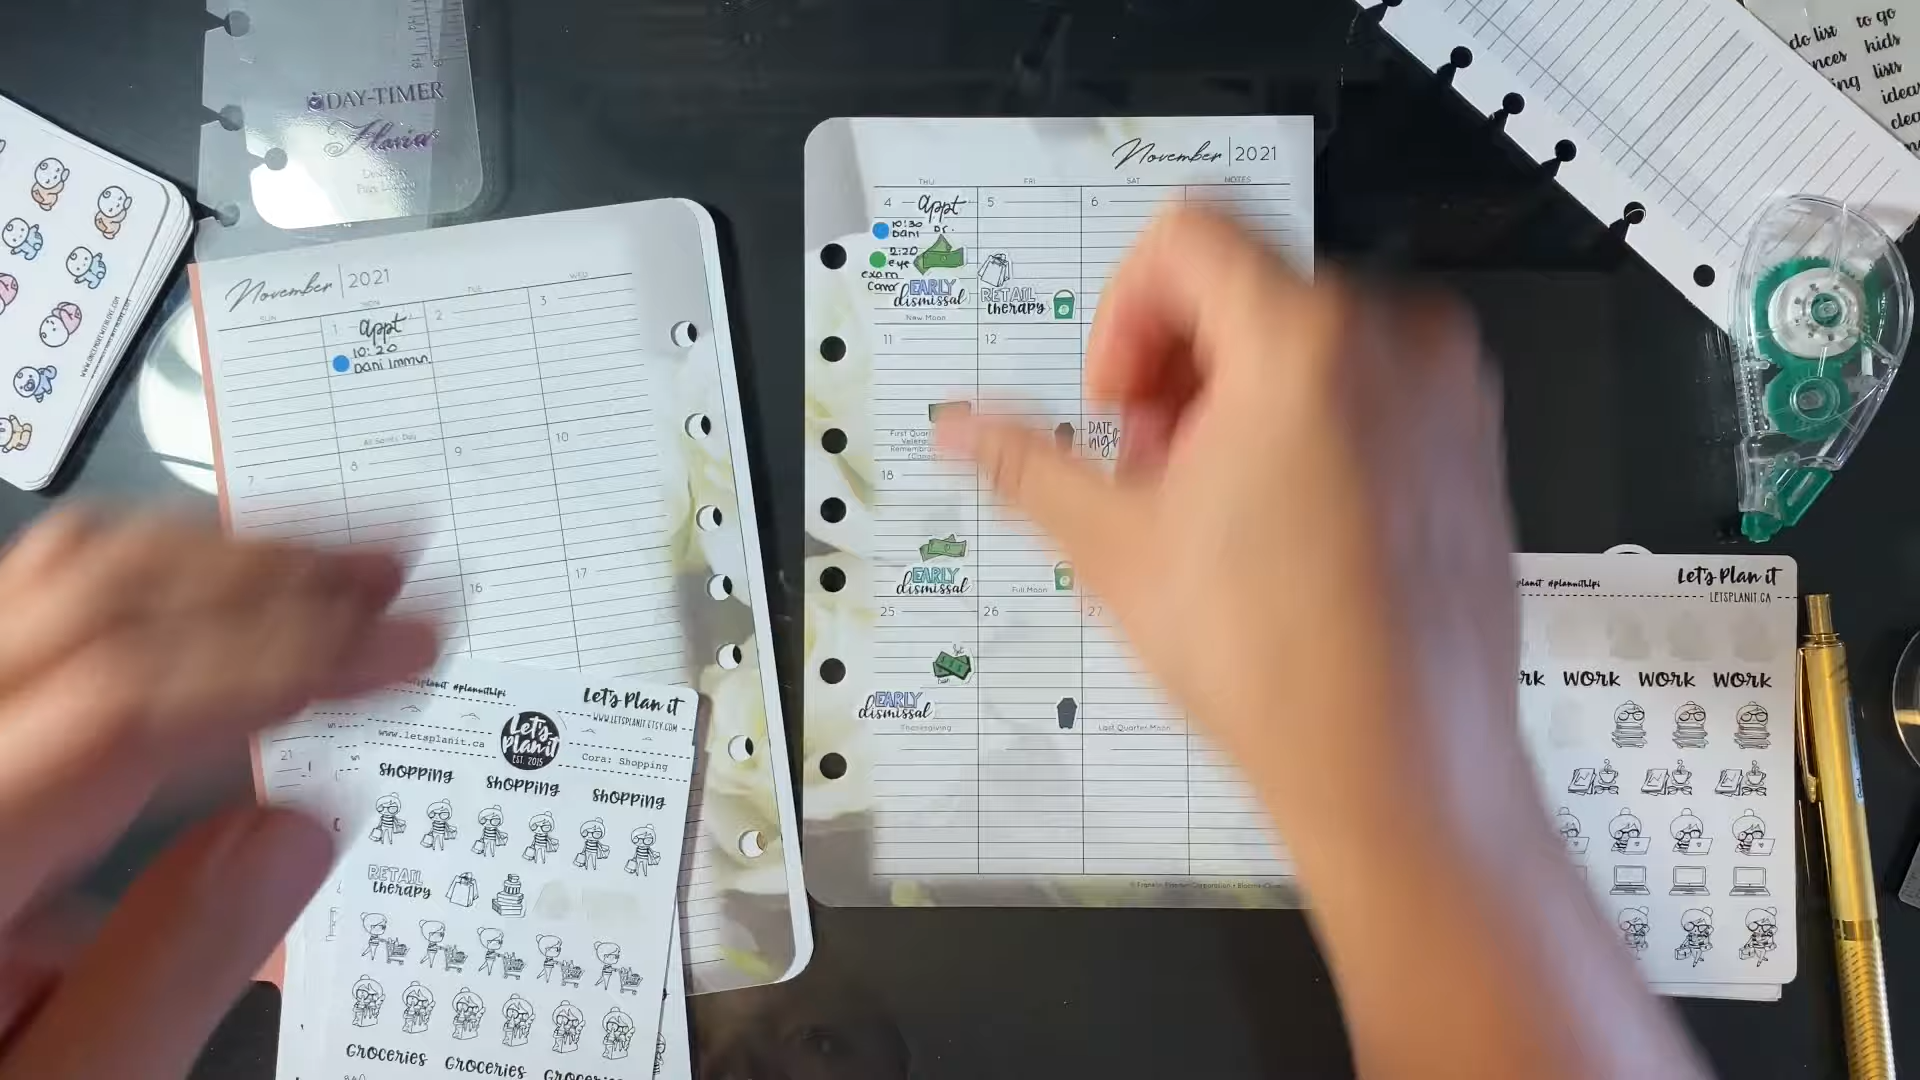 DAY-TIMER
Flavia
to go
do list
kids
lists
ideas
November 2021
SUN
MON
TUE
WED
1 appt
2
3
10:20
Dani Immun.
All Saints Day
7
8
9
10
16
17
21
November 2021
THU
FRI
SAT
NOTES
4 appt
5
6
10:30
Dani Dr.
2:20
eye
exam
EARLY
dismissal
RETAIL
therapy
New Moon
11
12
DATE
18
EARLY
dismissal
Full Moon
25
26
27
EARLY
dismissal
Thanksgiving
Last Quarter Moon
#plannithlpi
Let's Plan it
WWW.LETSPLANIT.ETSY.COM
Let's
Plan it
EST. 2015
www.letsplanit.ca
Cora: Shopping
Shopping
Shopping
Shopping
RETAIL
therapy
Groceries
Groceries
#plannithlpi
Let's Plan it
LETSPLANIT.CA
WORK
WORK
WORK